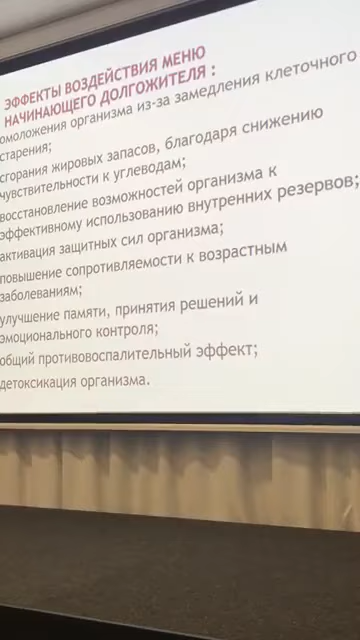 ЭФФЕКТЫ ВОЗДЕЙСТВИЯ МЕНЮ
НАЧИНАЮЩЕГО ДОЛГОЖИТЕЛЯ :
омоложения организма из-за замедления клеточного
старения;
сгорания жировых запасов, благодаря снижению
чувствительности к углеводам;
восстановление возможностей организма к
эффективному использованию внутренних резервов;
активация защитных сил организма;
повышение сопротивляемости к возрастным
заболеваниям;
улучшение памяти, принятия решений и
эмоционального контроля;
общий противовоспалительный эффект;
детоксикация организма.